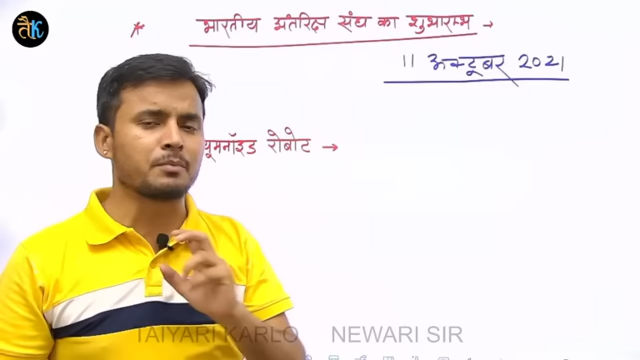 तैK
* भारतीय अंतरिक्ष संघ का शुभारम्भ →
11 अक्टूबर 2021
यूमनॉइड रोबोट →
TAIYARI KARLO NEWARI SIR